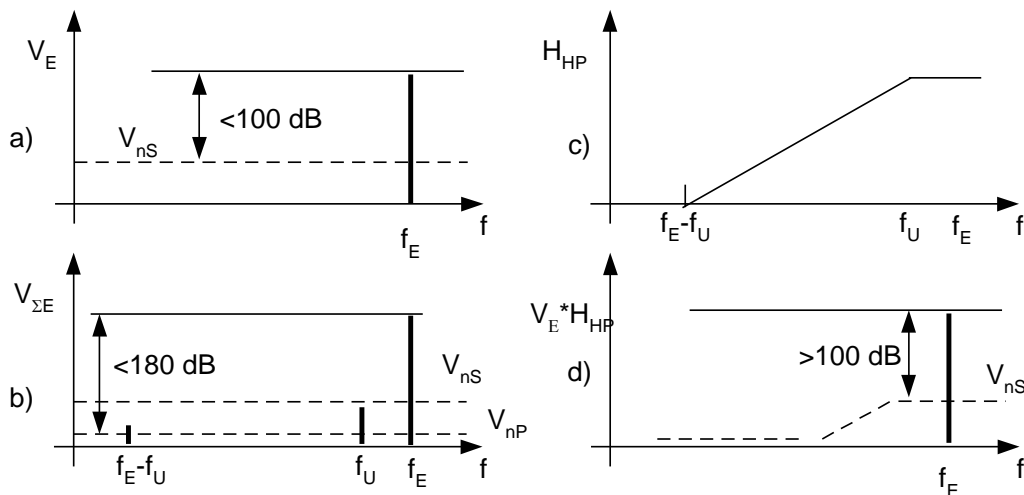 V_E
<100 dB
a)
V_nS
f_E
f
H_HP
c)
f_E-f_U
f_U
f_E
f
V_ΣE
<180 dB
V_nS
b)
V_nP
f_E-f_U
f_U
f_E
f
V_E*H_HP
>100 dB
d)
V_nS
f_E
f